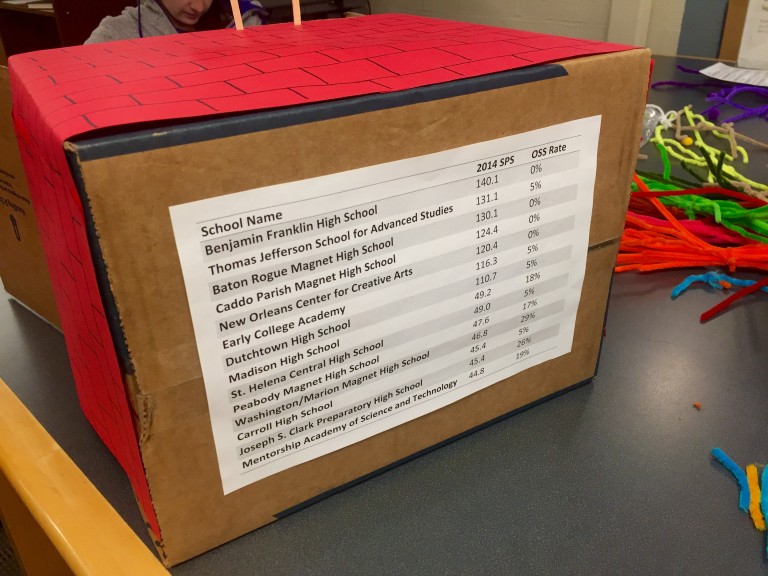 School Name 2014 SPS OSS Rate
Benjamin Franklin High School 140.1 0%
Thomas Jefferson School for Advanced Studies 131.1 5%
Baton Rogue Magnet High School 130.1 0%
Caddo Parish Magnet High School 124.4 0%
New Orleans Center for Creative Arts 120.4 0%
Early College Academy 116.3 5%
Dutchtown High School 110.7 5%
Madison High School 49.2 18%
St. Helena Central High School 49.0 5%
Peabody Magnet High School 47.6 17%
Washington/Marion Magnet High School 46.8 29%
Carroll High School 45.4 5%
Joseph S. Clark Preparatory High School 45.4 26%
Mentorship Academy of Science and Technology 44.8 19%